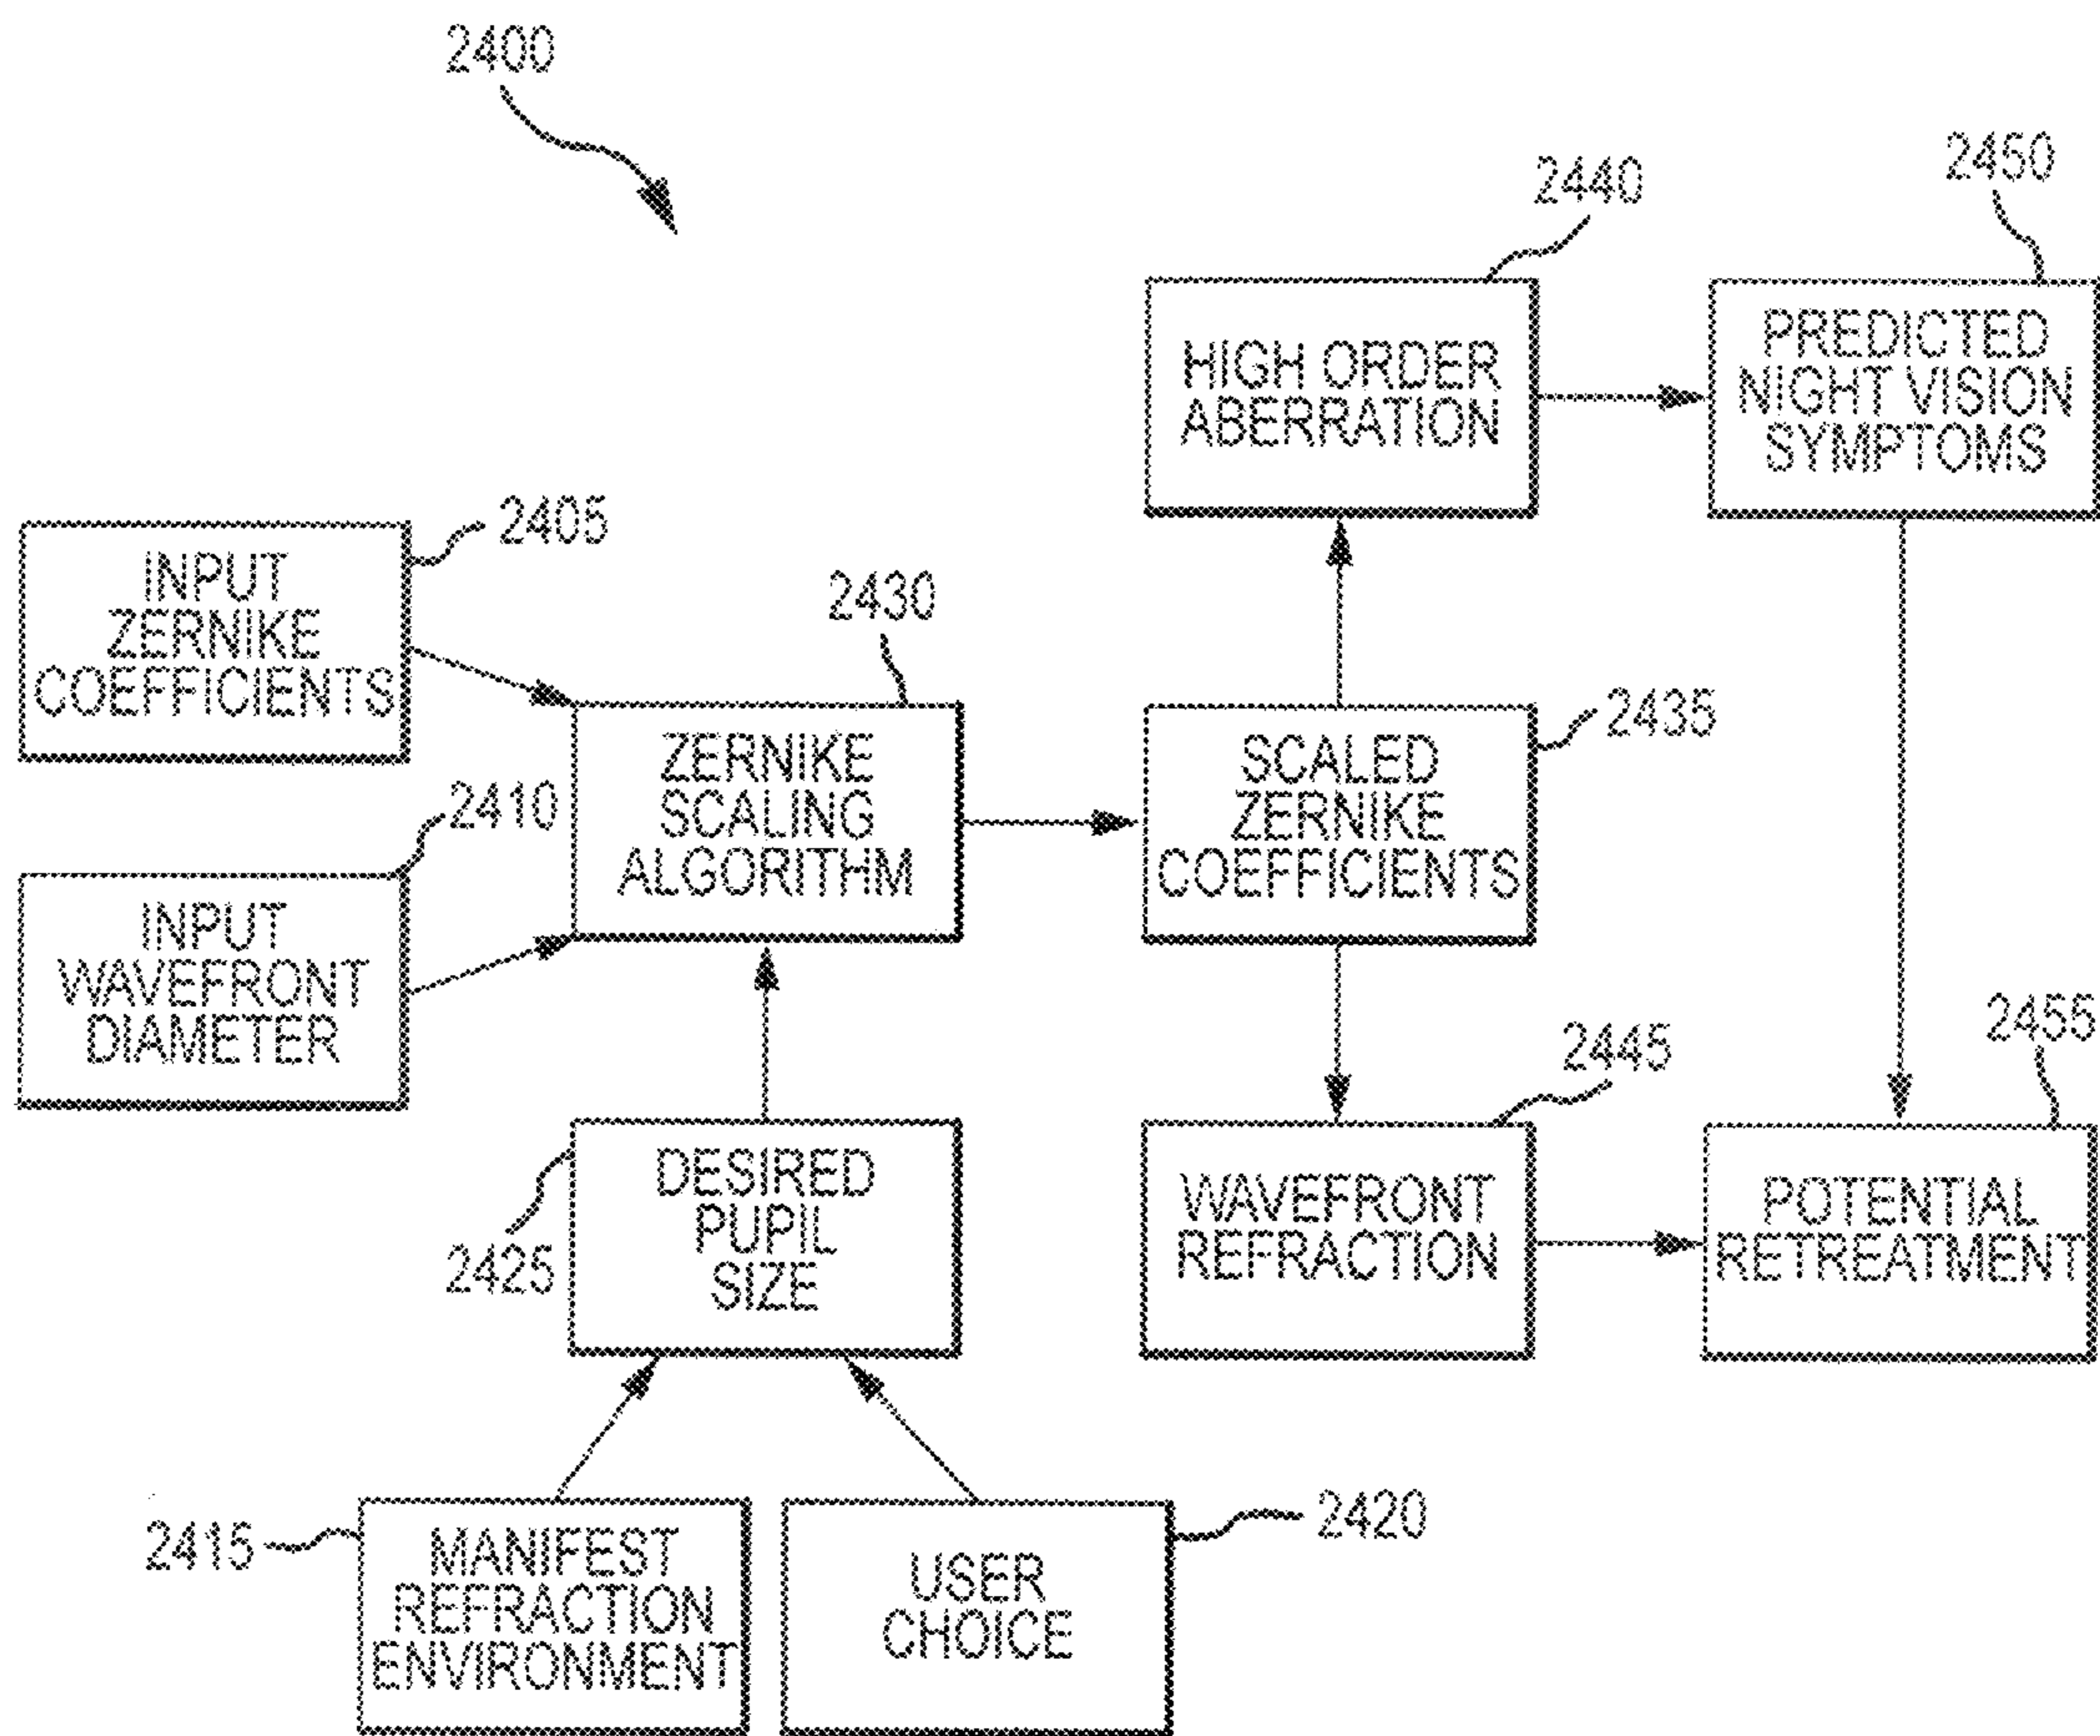 2400
2440
2450
HIGH ORDER
ABERRATION
PREDICTED
NIGHT VISION
SYMPTOMS
2405
INPUT
ZERNIKE
COEFFICIENTS
2430
ZERNIKE
SCALING
ALGORITHM
2435
SCALED
ZERNIKE
COEFFICIENTS
2410
INPUT
WAVEFRONT
DIAMETER
2425
DESIRED
PUPIL
SIZE
2445
WAVEFRONT
REFRACTION
2455
POTENTIAL
RETREATMENT
2415
MANIFEST
REFRACTION
ENVIRONMENT
2420
USER
CHOICE